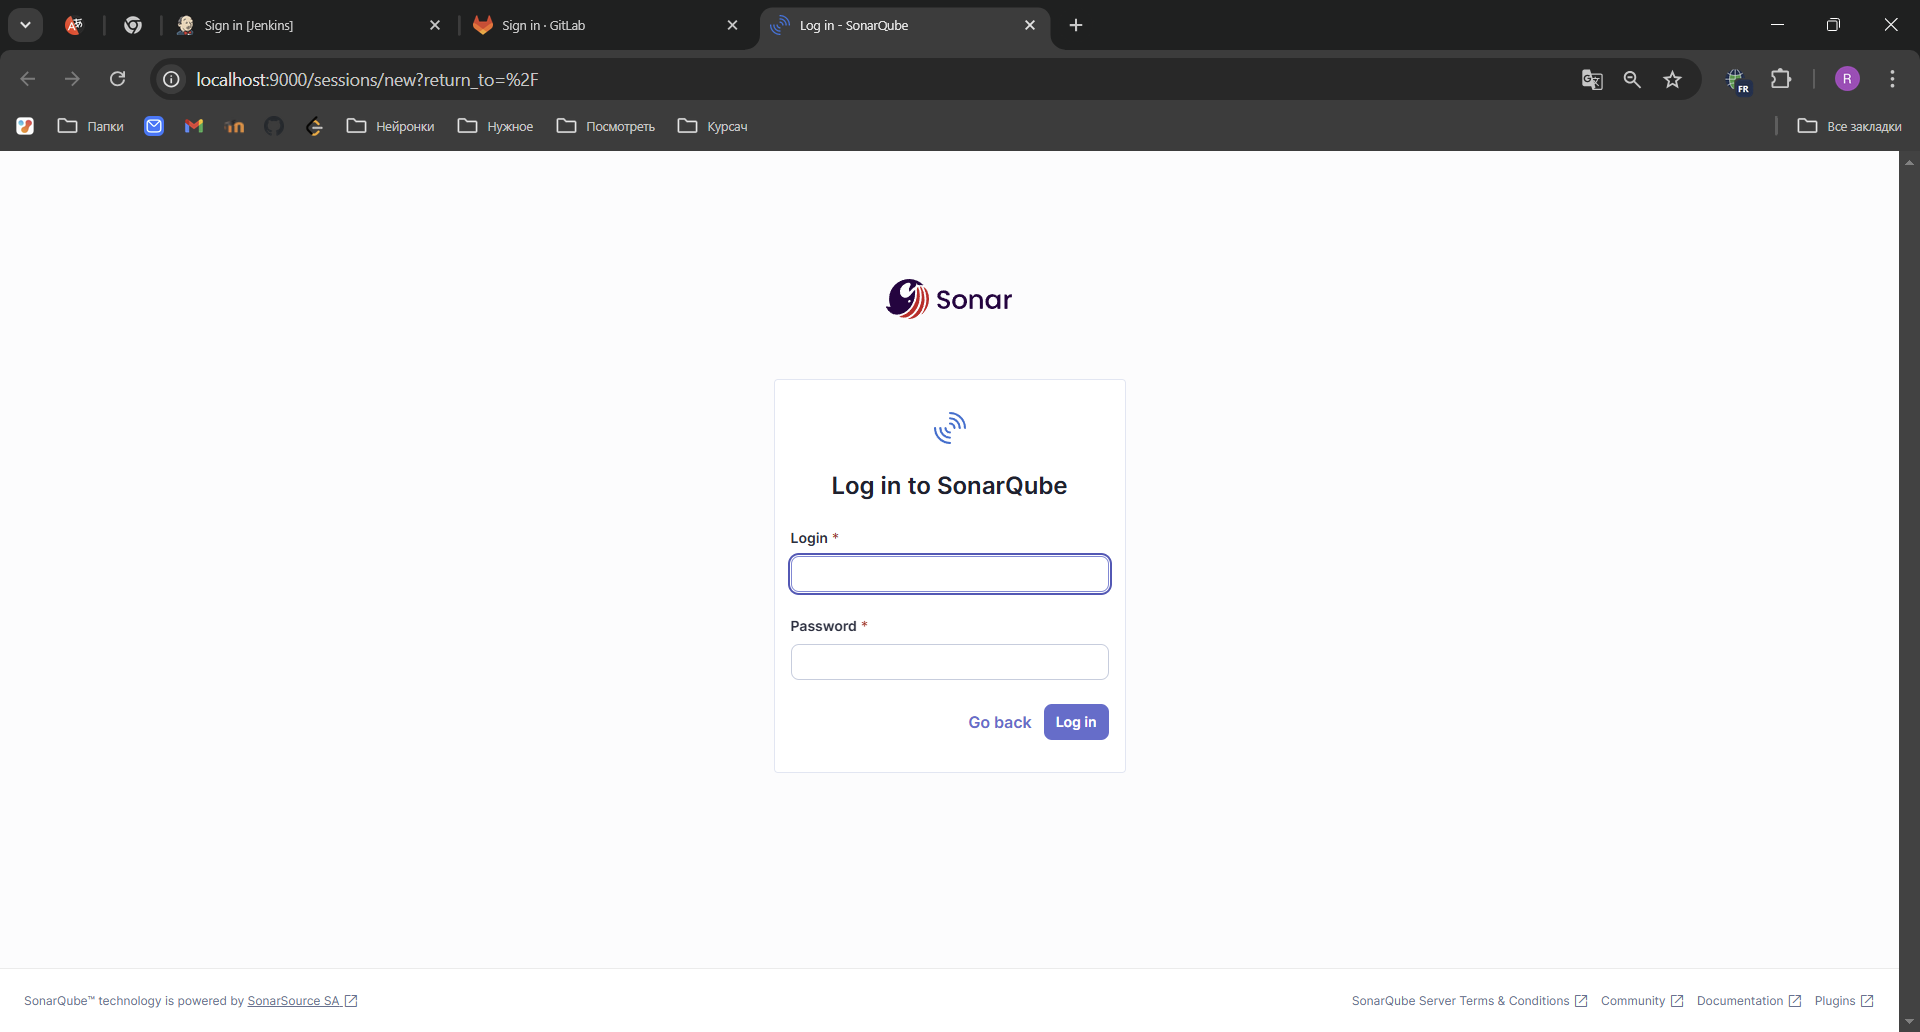 Sign in [Jenkins]
Sign in · GitLab
Log in - SonarQube
localhost:9000/sessions/new?return_to=%2F
FR
R
Папки
Нейронки
Нужное
Посмотреть
Курсач
Все закладки
Sonar
Log in to SonarQube
Login *
Password *
Go back
Log in
SonarQube™ technology is powered by SonarSource SA
SonarQube Server Terms & Conditions
Community
Documentation
Plugins